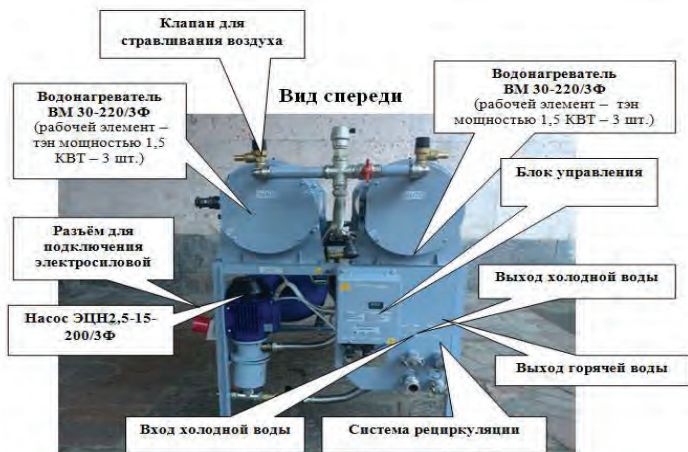 Клапан для
стравливания воздуха
Вид спереди
Водонагреватель
ВМ 30-220/3Ф
(рабочей элемент –
тэн мощностью 1,5
КВТ – 3 шт.)
Водонагреватель
ВМ 30-220/3Ф
(рабочей элемент – тэн
мощностью 1,5 КВТ – 3 шт.)
Блок управления
Разъём для
подключения
электросиловой
Выход холодной воды
Насос ЭЦН2,5-15-
200/3Ф
Выход горячей воды
Вход холодной воды
Система рециркуляции